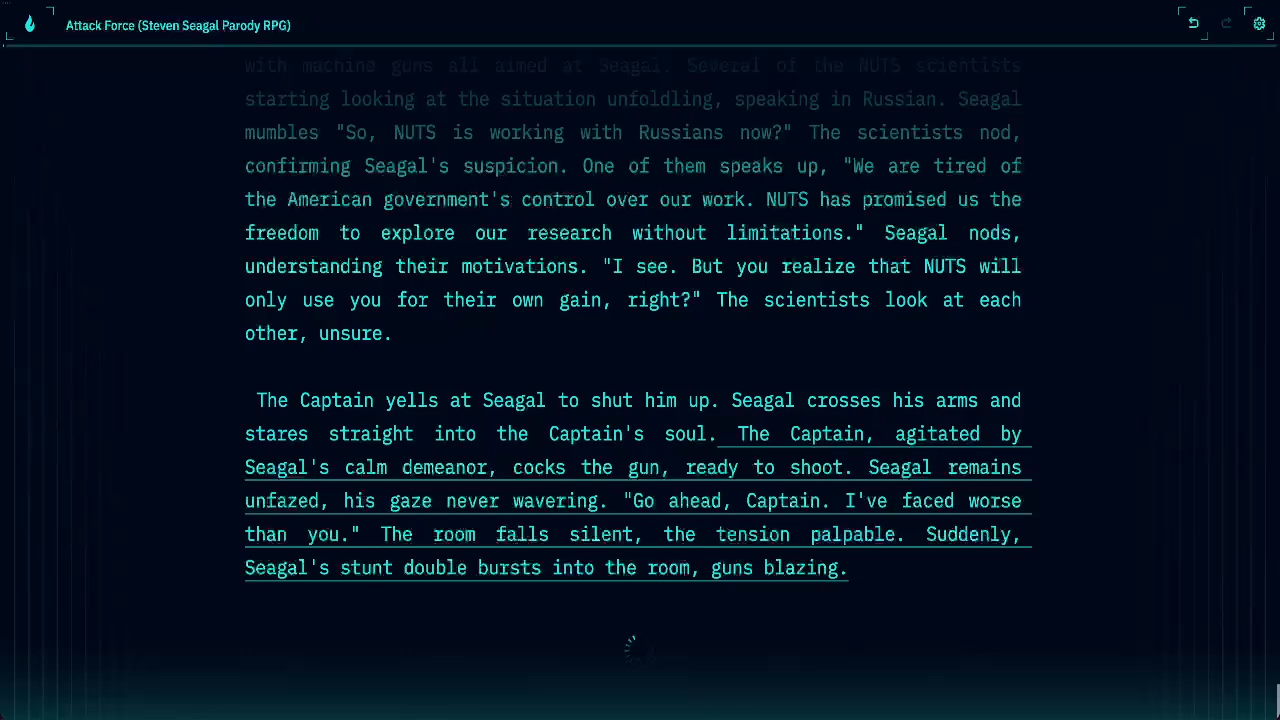 Attack Force (Steven Seagal Parody RPG)
with machine guns all aimed at Seagal. Several of the NUTS scientists
starting looking at the situation unfoldling, speaking in Russian. Seagal
mumbles "So, NUTS is working with Russians now?" The scientists nod,
confirming Seagal's suspicion. One of them speaks up, "We are tired of
the American government's control over our work. NUTS has promised us the
freedom to explore our research without limitations." Seagal nods,
understanding their motivations. "I see. But you realize that NUTS will
only use you for their own gain, right?" The scientists look at each
other, unsure.
The Captain yells at Seagal to shut him up. Seagal crosses his arms and
stares straight into the Captain's soul. The Captain, agitated by
Seagal's calm demeanor, cocks the gun, ready to shoot. Seagal remains
unfazed, his gaze never wavering. "Go ahead, Captain. I've faced worse
than you." The room falls silent, the tension palpable. Suddenly,
Seagal's stunt double bursts into the room, guns blazing.